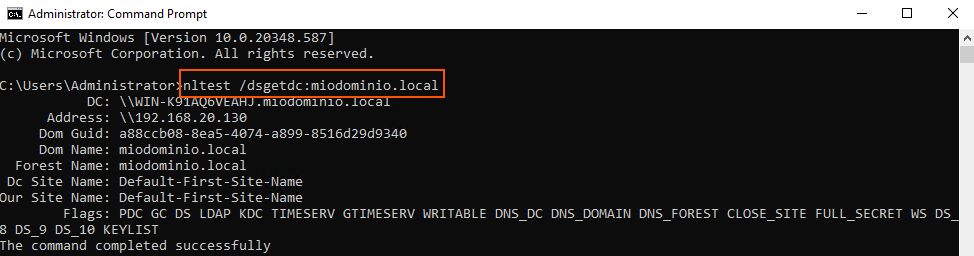 Administrator: Command Prompt
Microsoft Windows [Version 10.0.20348.587]
(c) Microsoft Corporation. All rights reserved.
C:\Users\Administrator>nltest /dsgetdc:miodominio.local
DC: \\WIN-K91AQ6VEAHJ.miodominio.local
Address: \\192.168.20.130
Dom Guid: a88ccb08-8ea5-4074-a899-8516d29d9340
Dom Name: miodominio.local
Forest Name: miodominio.local
Dc Site Name: Default-First-Site-Name
Our Site Name: Default-First-Site-Name
Flags: PDC GC DS LDAP KDC TIMESERV GTIMESERV WRITABLE DNS_DC DNS_DOMAIN DNS_FOREST CLOSE_SITE FULL_SECRET WS DS_
8 DS_9 DS_10 KEYLIST
The command completed successfully